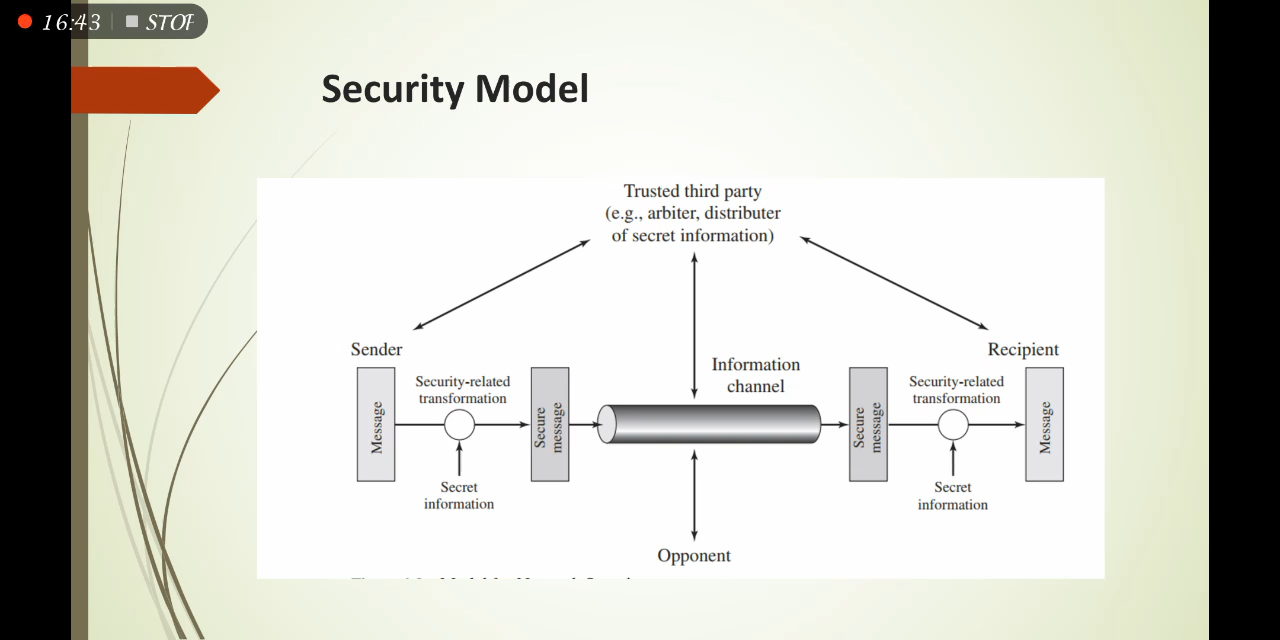 16:43 STOP
Security Model
Trusted third party
(e.g., arbiter, distributer
of secret information)
Sender
Recipient
Information
channel
Security-related
transformation
Security-related
transformation
Message
Secure
message
Secure
message
Message
Secret
information
Secret
information
Opponent